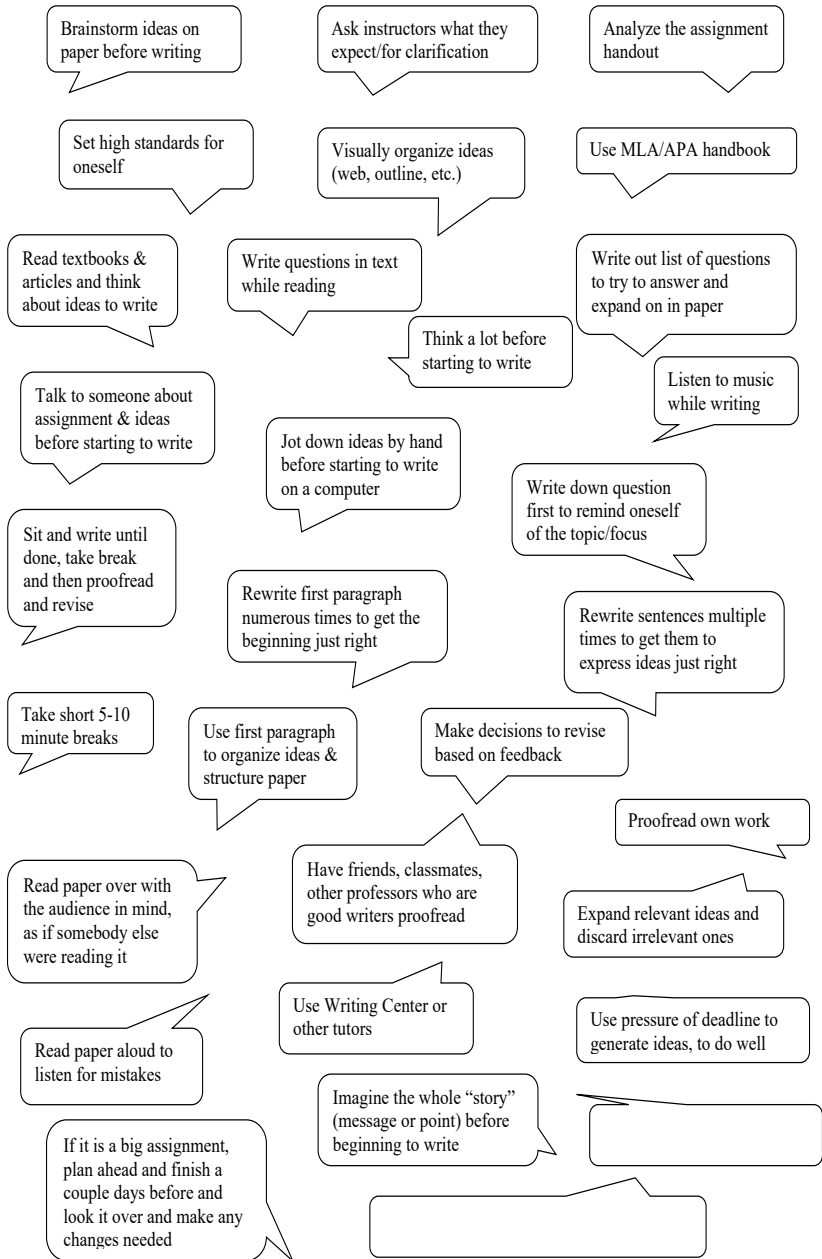 Brainstorm ideas on
paper before writing
Ask instructors what they
expect/for clarification
Analyze the assignment
handout
Set high standards for
oneself
Visually organize ideas
(web, outline, etc.)
Use MLA/APA handbook
Read textbooks &
articles and think
about ideas to write
Write questions in text
while reading
Write out list of questions
to try to answer and
expand on in paper
Think a lot before
starting to write
Listen to music
while writing
Talk to someone about
assignment & ideas
before starting to write
Jot down ideas by hand
before starting to write
on a computer
Write down question
first to remind oneself
of the topic/focus
Sit and write until
done, take break
and then proofread
and revise
Rewrite first paragraph
numerous times to get the
beginning just right
Rewrite sentences multiple
times to get them to
express ideas just right
Take short 5-10
minute breaks
Use first paragraph
to organize ideas &
structure paper
Make decisions to revise
based on feedback
Proofread own work
Read paper over with
the audience in mind,
as if somebody else
were reading it
Have friends, classmates,
other professors who are
good writers proofread
Expand relevant ideas and
discard irrelevant ones
Use Writing Center or
other tutors
Use pressure of deadline to
generate ideas, to do well
Read paper aloud to
listen for mistakes
Imagine the whole “story”
(message or point) before
beginning to write
If it is a big assignment,
plan ahead and finish a
couple days before and
look it over and make any
changes needed